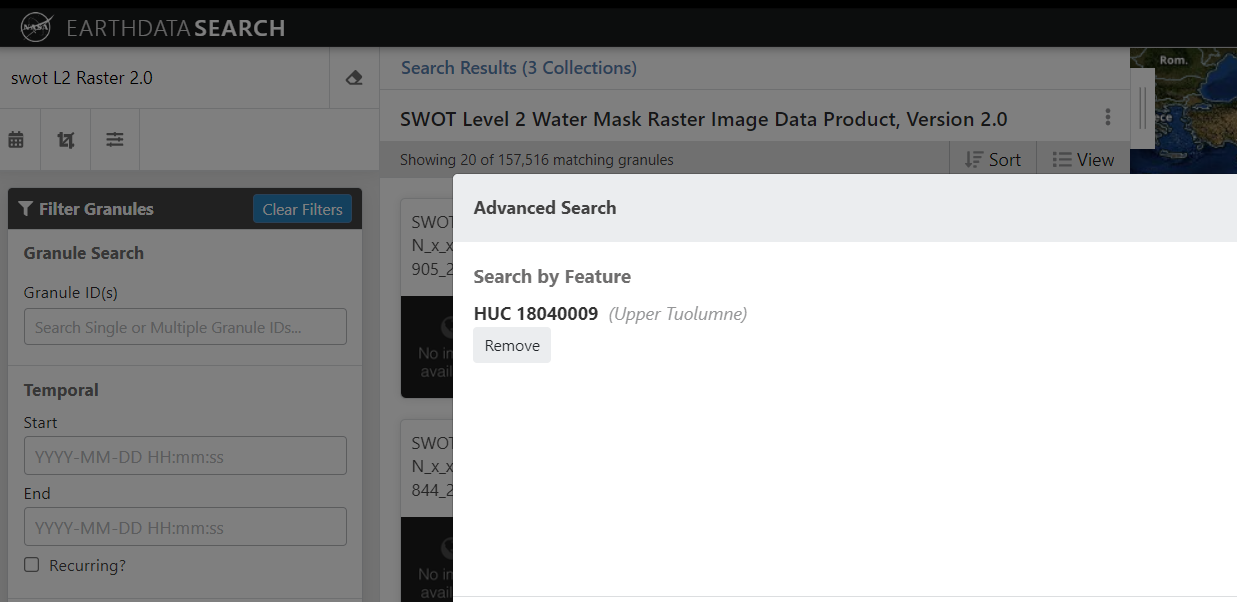 NASA EARTHDATA SEARCH
swot L2 Raster 2.0
Search Results (3 Collections)
Rom.
SWOT Level 2 Water Mask Raster Image Data Product, Version 2.0
ece
Showing 20 of 157,516 matching granules
Sort
View
Filter Granules
Clear Filters
Granule Search
Granule ID(s)
Search Single or Multiple Granule IDs...
Temporal
Start
YYYY-MM-DD HH:mm:ss
End
YYYY-MM-DD HH:mm:ss
Recurring?
SWOT
N_x_x
905_2
No in
avail
SWOT
N_x_x
844_2
No in
avail
Advanced Search
Search by Feature
HUC 18040009 (Upper Tuolumne)
Remove